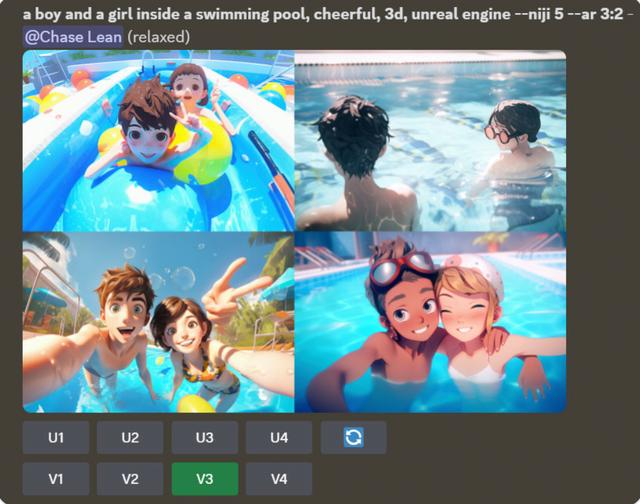 a boy and a girl inside a swimming pool, cheerful, 3d, unreal engine --niji 5 --ar 3:2 -
@Chase Lean (relaxed)
U1 U2 U3 U4
V1 V2 V3 V4